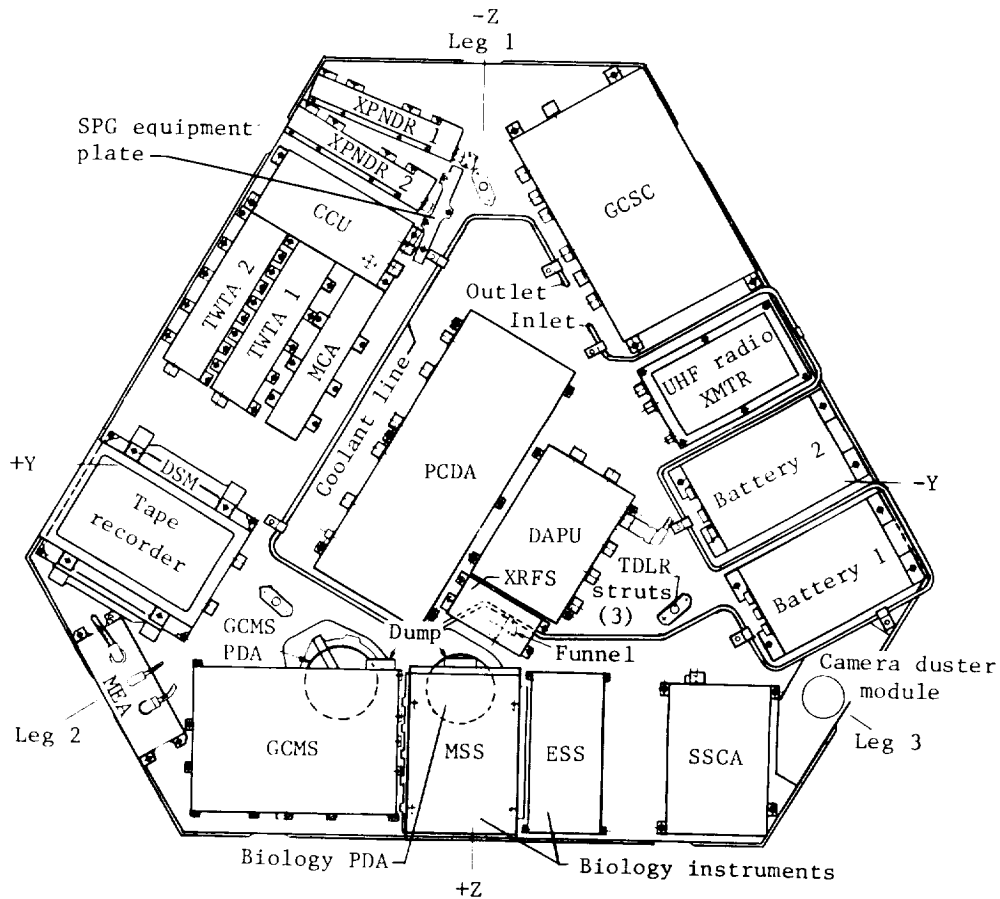 -Z
Leg 1
SPG equipment
plate
XPNDR 1
XPNDR 2
CCU
GCSC
TWTA 2
TWTA 1
MCA
Outlet
Inlet
Coolant line
UHF radio
XMTR
+Y
DSM
Tape
recorder
PCDA
Battery 2
-Y
DAPU
Battery 1
XRFS
TDLR
struts
(3)
GCMS
PDA
Dump
Funnel
Camera duster
module
MEA
Leg 2
Leg 3
GCMS
MSS
ESS
SSCA
Biology PDA
Biology instruments
+Z